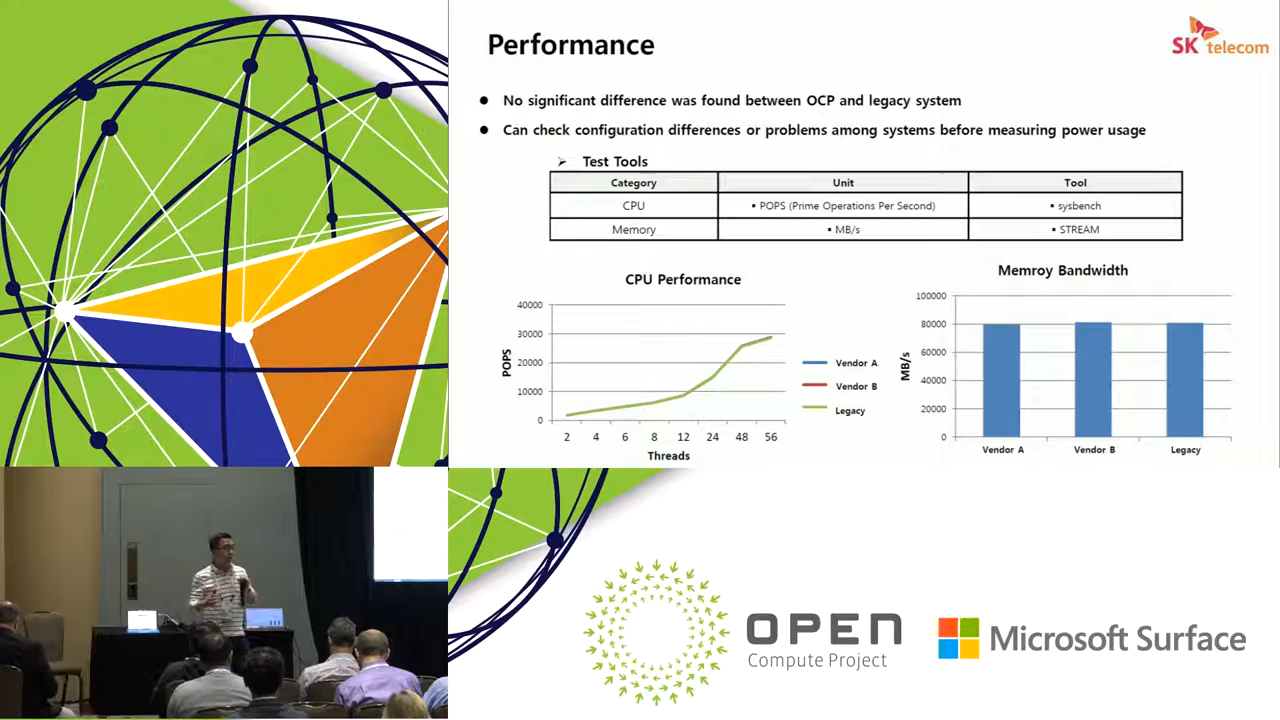 Performance
SK telecom
No significant difference was found between OCP and legacy system
Can check configuration differences or problems among systems before measuring power usage
Test Tools
Category Unit Tool
CPU ▪ POPS (Prime Operations Per Second) ▪ sysbench
Memory ▪ MB/s ▪ STREAM
CPU Performance
POPS
40000
30000
20000
10000
0
2 4 6 8 12 24 48 56
Threads
Vendor A
Vendor B
Legacy
Memroy Bandwidth
MB/s
100000
80000
60000
40000
20000
0
Vendor A Vendor B Legacy
OPEN
Compute Project
Microsoft Surface